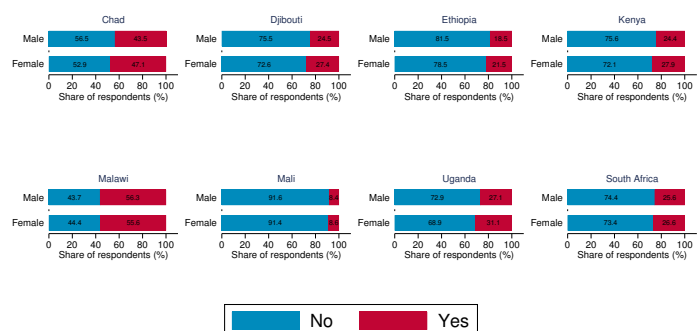 Chad Djibouti Ethiopia Kenya
Male 56.5 43.5 75.5 24.5 Male 81.5 18.5 Male 75.6 24.4
Female 52.9 47.1 Female 72.6 27.4 Female 78.5 21.5 Female 72.1 27.9
0 20 40 60 80 100 0 20 40 60 80 100 0 20 40 60 80 100 0 20 40 60 80 100
Share of respondents (%) Share of respondents (%) Share of respondents (%) Share of respondents (%)
Malawi Mali Uganda South Africa
Male 43.7 56.3 Male 91.6 8.4 Male 72.9 27.1 Male 74.4 25.6
Female 44.4 55.6 Female 91.4 8.6 Female 68.9 31.1 Female 73.4 26.6
0 20 40 60 80 100 0 20 40 60 80 100 0 20 40 60 80 100 0 20 40 60 80 100
Share of respondents (%) Share of respondents (%) Share of respondents (%) Share of respondents (%)
No Yes